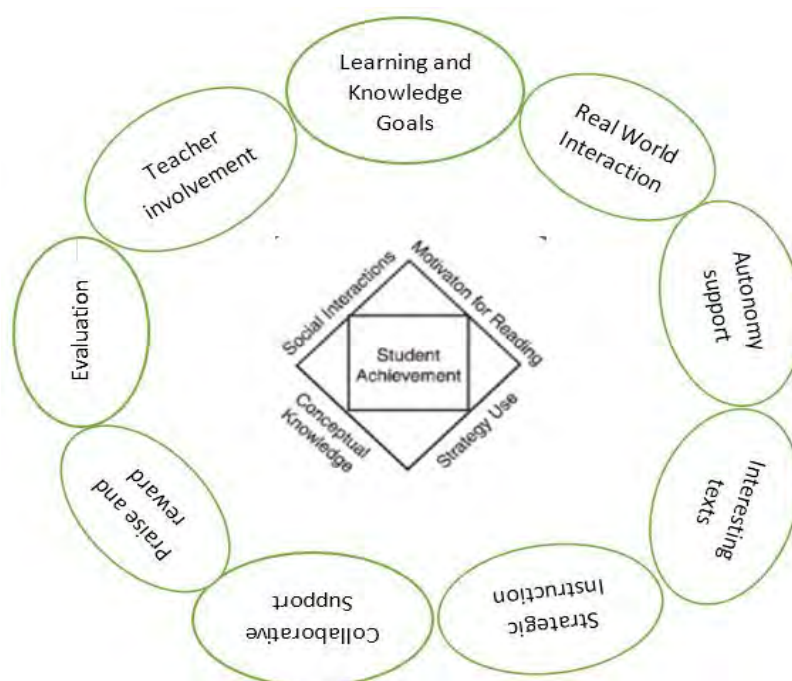 Learning and
Knowledge
Goals
Real World
Interaction
Autonomy
support
Interesting
texts
Strategic
Instruction
Collaborative
Support
Praise and
reward
Evaluation
Teacher
involvement
Social Interactions
Motivaton for Reading
Student
Achievement
Conceptual
Knowledge
Strategy Use